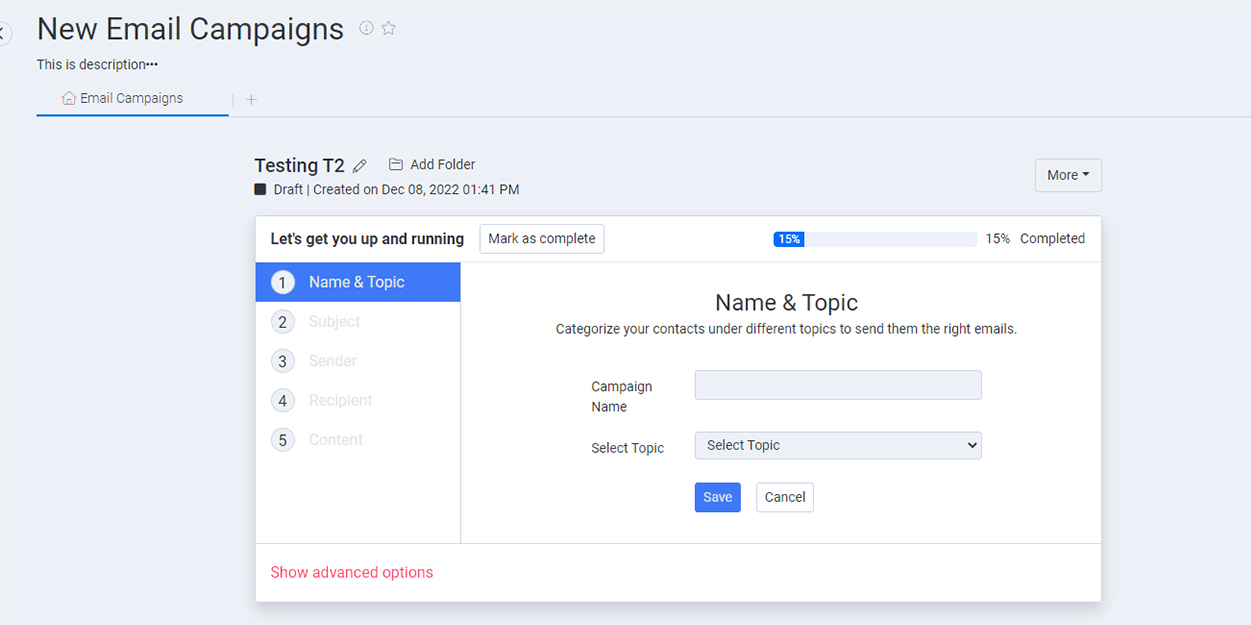 New Email Campaigns
This is description•••
Email Campaigns
Testing T2 Add Folder
More
Draft | Created on Dec 08, 2022 01:41 PM
Let's get you up and running Mark as complete 15% 15% Completed
1 Name & Topic
2 Subject
3 Sender
4 Recipient
5 Content
Name & Topic
Categorize your contacts under different topics to send them the right emails.
Campaign
Name
Select Topic Select Topic
Save Cancel
Show advanced options